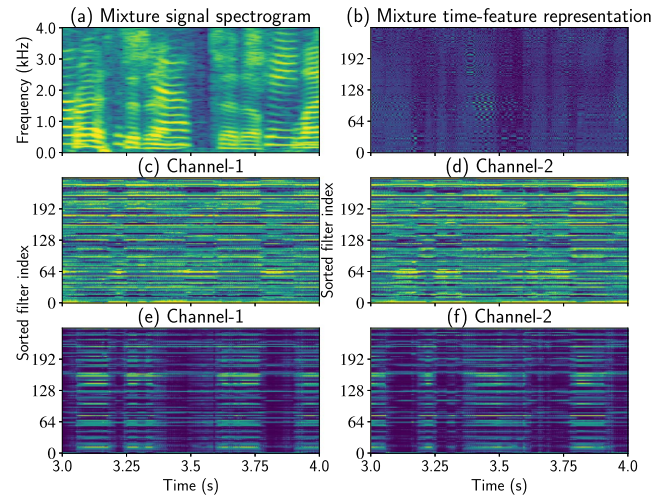 (a) Mixture signal spectrogram
(b) Mixture time-feature representation
Frequency (kHz)
4.0
3.0
2.0
1.0
0.0
192
128
64
0
(c) Channel-1
(d) Channel-2
Sorted filter index
192
128
64
0
Sorted filter index
192
128
64
0
(e) Channel-1
(f) Channel-2
192
128
64
0
192
128
64
0
3.0 3.25 3.5 3.75 4.0
3.0 3.25 3.5 3.75 4.0
Time (s)
Time (s)